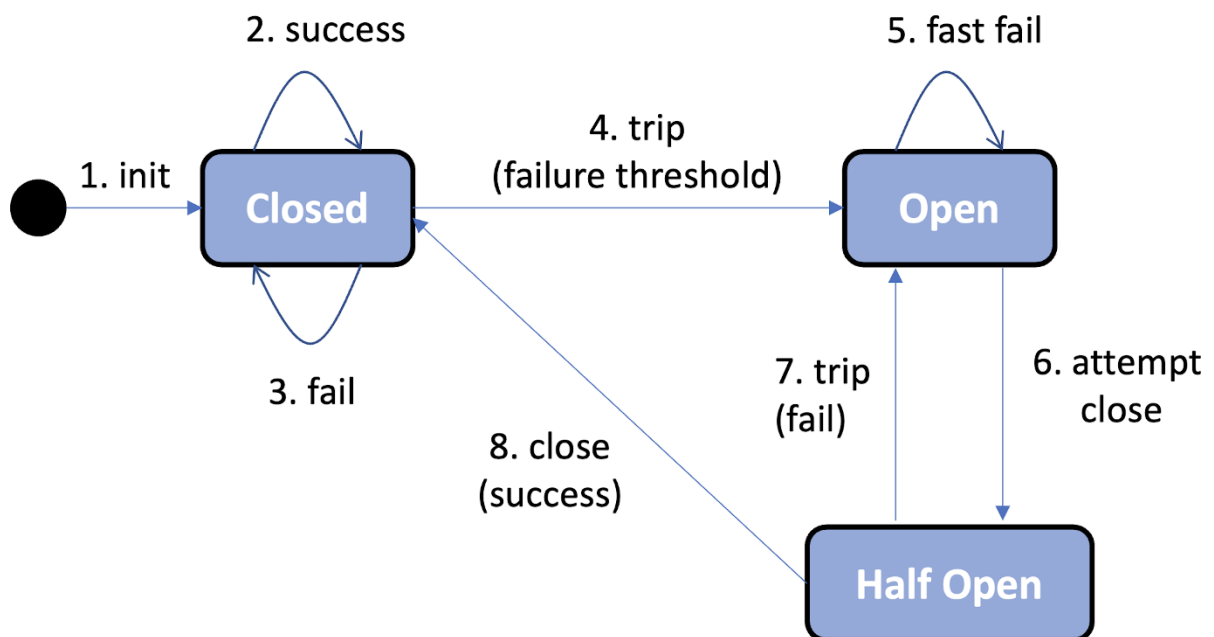 2. success
5. fast fail
4. trip
(failure threshold)
1. init
Closed
Open
3. fail
7. trip
(fail)
6. attempt
close
8. close
(success)
Half Open